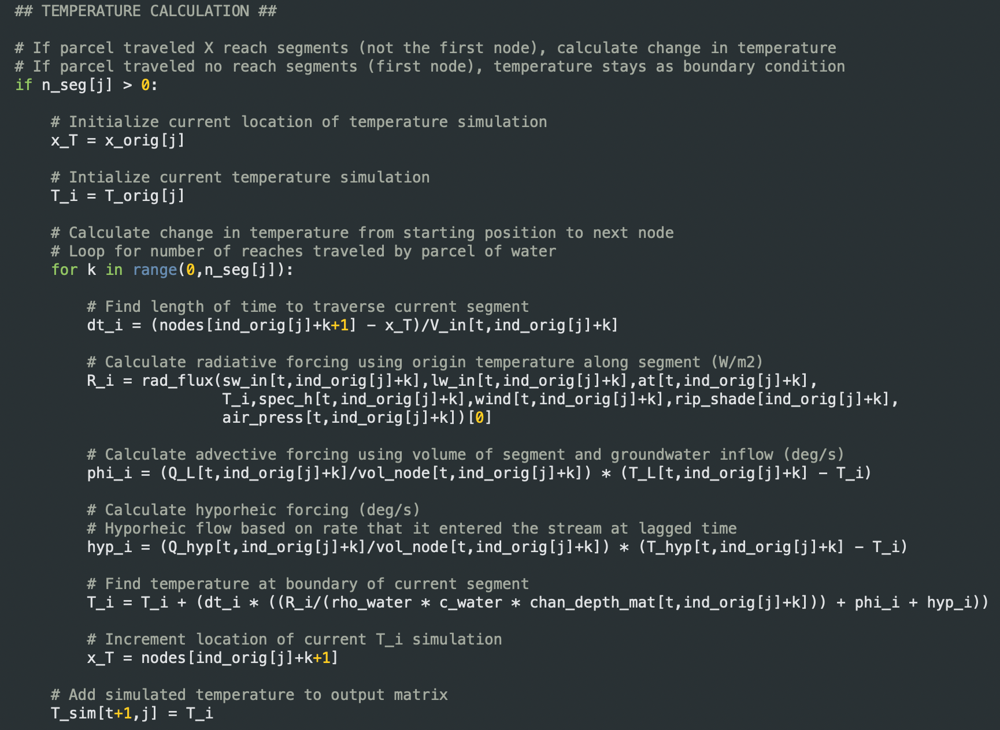 ## TEMPERATURE CALCULATION ##
# If parcel traveled X reach segments (not the first node), calculate change in temperature
# If parcel traveled no reach segments (first node), temperature stays as boundary condition
if n_seg[j] > 0:
    # Initialize current location of temperature simulation
    x_T = x_orig[j]
    # Intialize current temperature simulation
    T_i = T_orig[j]
    # Calculate change in temperature from starting position to next node
    # Loop for number of reaches traveled by parcel of water
    for k in range(0,n_seg[j]):
        # Find length of time to traverse current segment
        dt_i = (nodes[ind_orig[j]+k+1] - x_T)/V_in[t,ind_orig[j]+k]
        # Calculate radiative forcing using origin temperature along segment (W/m2)
        R_i = rad_flux(sw_in[t,ind_orig[j]+k],lw_in[t,ind_orig[j]+k],at[t,ind_orig[j]+k],
                       T_i,spec_h[t,ind_orig[j]+k],wind[t,ind_orig[j]+k],rip_shade[ind_orig[j]+k],
                       air_press[t,ind_orig[j]+k])[0]
        # Calculate advective forcing using volume of segment and groundwater inflow (deg/s)
        phi_i = (Q_L[t,ind_orig[j]+k]/vol_node[t,ind_orig[j]+k]) * (T_L[t,ind_orig[j]+k] - T_i)
        # Calculate hyporheic forcing (deg/s)
        # Hyporheic flow based on rate that it entered the stream at lagged time
        hyp_i = (Q_hyp[t,ind_orig[j]+k]/vol_node[t,ind_orig[j]+k]) * (T_hyp[t,ind_orig[j]+k] - T_i)
        # Find temperature at boundary of current segment
        T_i = T_i + (dt_i * ((R_i/(rho_water * c_water * chan_depth_mat[t,ind_orig[j]+k])) + phi_i + hyp_i))
        # Increment location of current T_i simulation
        x_T = nodes[ind_orig[j]+k+1]
    # Add simulated temperature to output matrix
    T_sim[t+1,j] = T_i